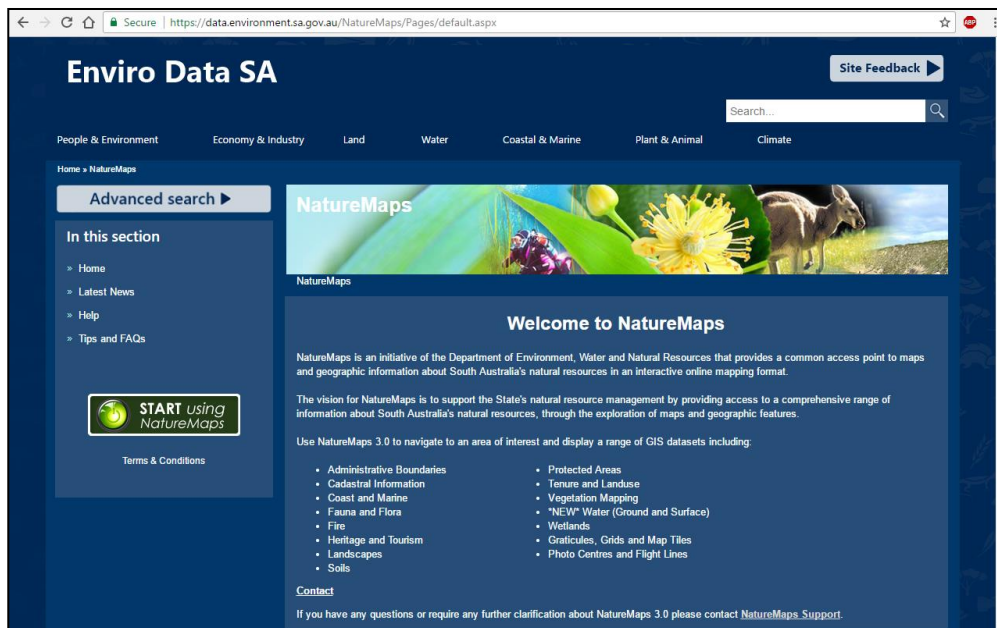 Secure | https://data.environment.sa.gov.au/NatureMaps/Pages/default.aspx
ABP
Enviro Data SA
Site Feedback
Search...
People & Environment Economy & Industry Land Water Coastal & Marine Plant & Animal Climate
Home » NatureMaps
Advanced search
In this section
» Home
» Latest News
» Help
» Tips and FAQs
START using
NatureMaps
Terms & Conditions
NatureMaps
NatureMaps
Welcome to NatureMaps
NatureMaps is an initiative of the Department of Environment, Water and Natural Resources that provides a common access point to maps
and geographic information about South Australia's natural resources in an interactive online mapping format.
The vision for NatureMaps is to support the State's natural resource management by providing access to a comprehensive range of
information about South Australia's natural resources, through the exploration of maps and geographic features.
Use NatureMaps 3.0 to navigate to an area of interest and display a range of GIS datasets including:
• Administrative Boundaries
• Cadastral Information
• Coast and Marine
• Fauna and Flora
• Fire
• Heritage and Tourism
• Landscapes
• Soils
• Protected Areas
• Tenure and Landuse
• Vegetation Mapping
• *NEW* Water (Ground and Surface)
• Wetlands
• Graticules, Grids and Map Tiles
• Photo Centres and Flight Lines
Contact
If you have any questions or require any further clarification about NatureMaps 3.0 please contact NatureMaps Support.